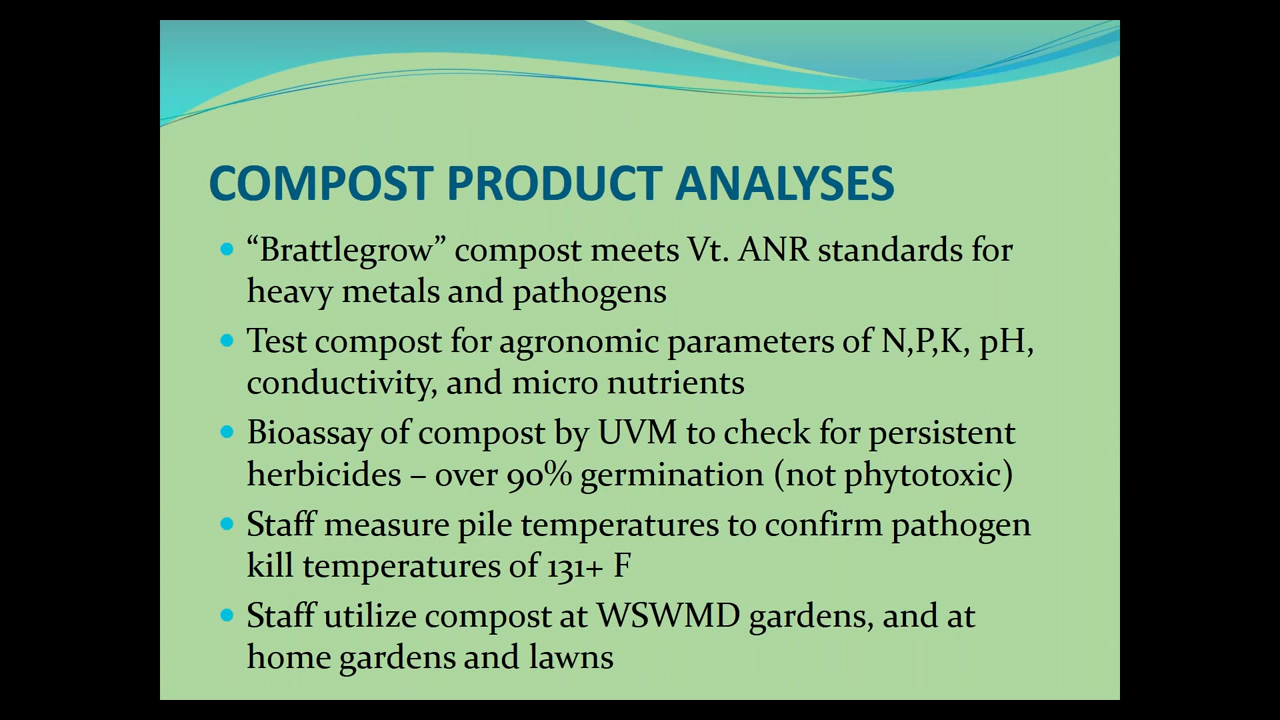 COMPOST PRODUCT ANALYSES
• “Brattlegrow” compost meets Vt. ANR standards for
heavy metals and pathogens
• Test compost for agronomic parameters of N,P,K, pH,
conductivity, and micro nutrients
• Bioassay of compost by UVM to check for persistent
herbicides – over 90% germination (not phytotoxic)
• Staff measure pile temperatures to confirm pathogen
kill temperatures of 131+ F
• Staff utilize compost at WSWMD gardens, and at
home gardens and lawns